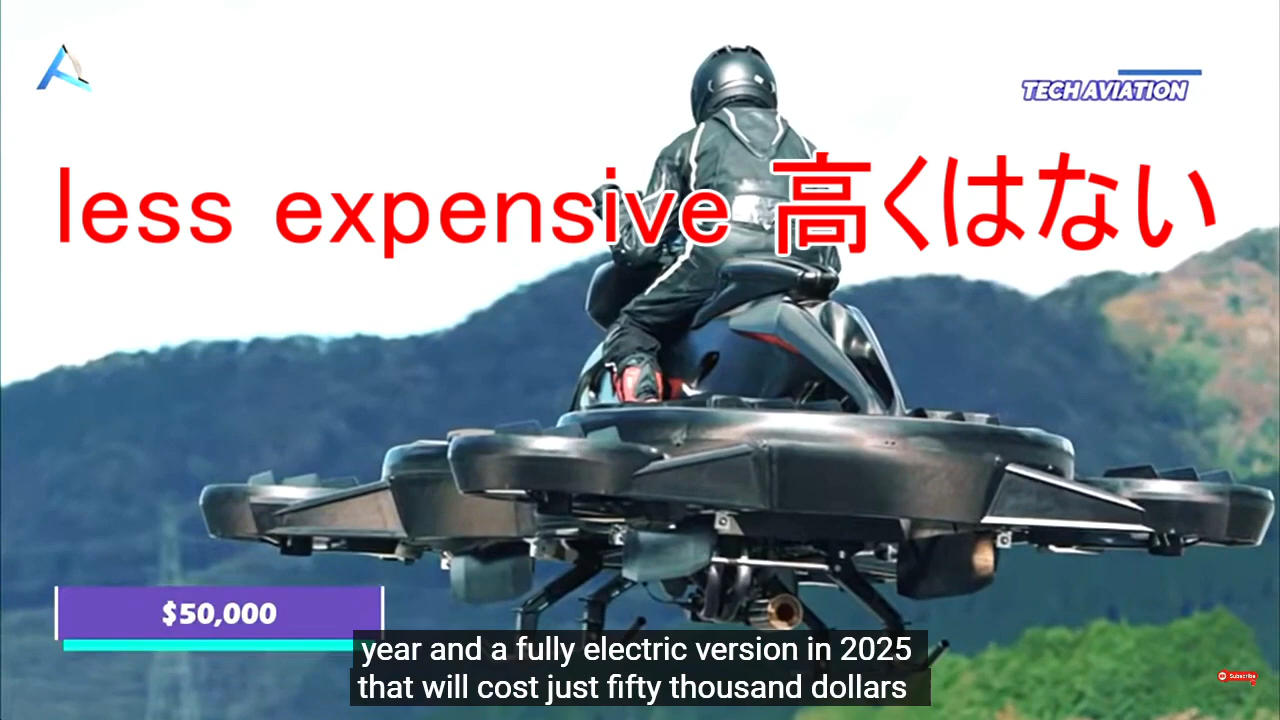 TECH AVIATION
less expensive 高くはない
$50,000
year and a fully electric version in 2025
that will cost just fifty thousand dollars
Subscribe